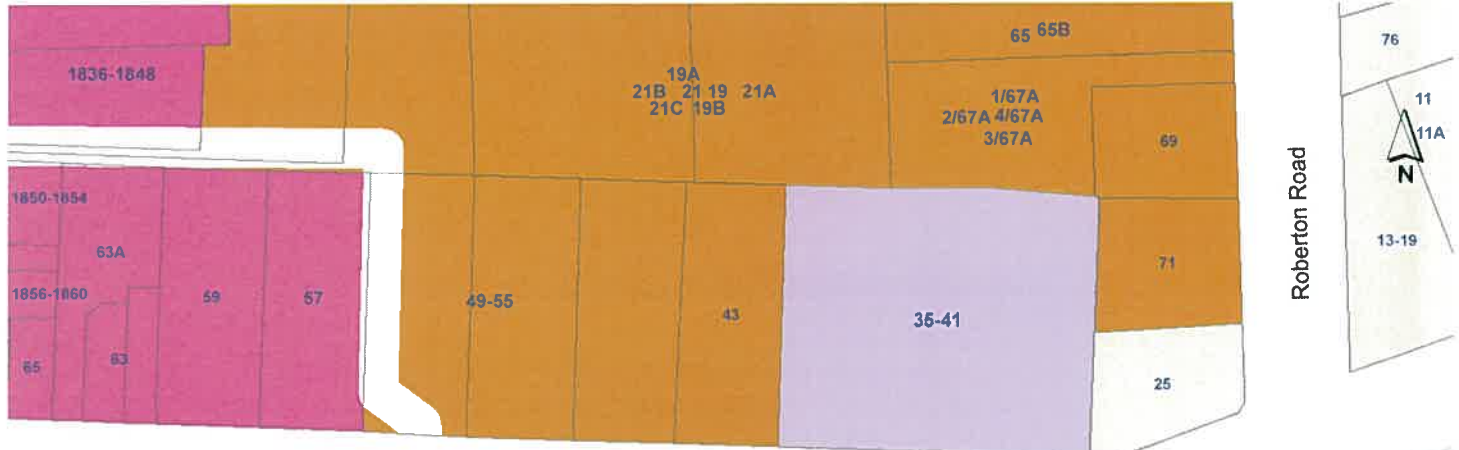 65 65B
76
1836-1848
19A
21B 21 19 21A
21C 19B
1/67A
2/67A 4/67A
3/67A
11
11A
69
N
1850-1854
63A
1856-1860
59
57
49-55
43
35-41
71
Roberton Road
13-19
65
63
25